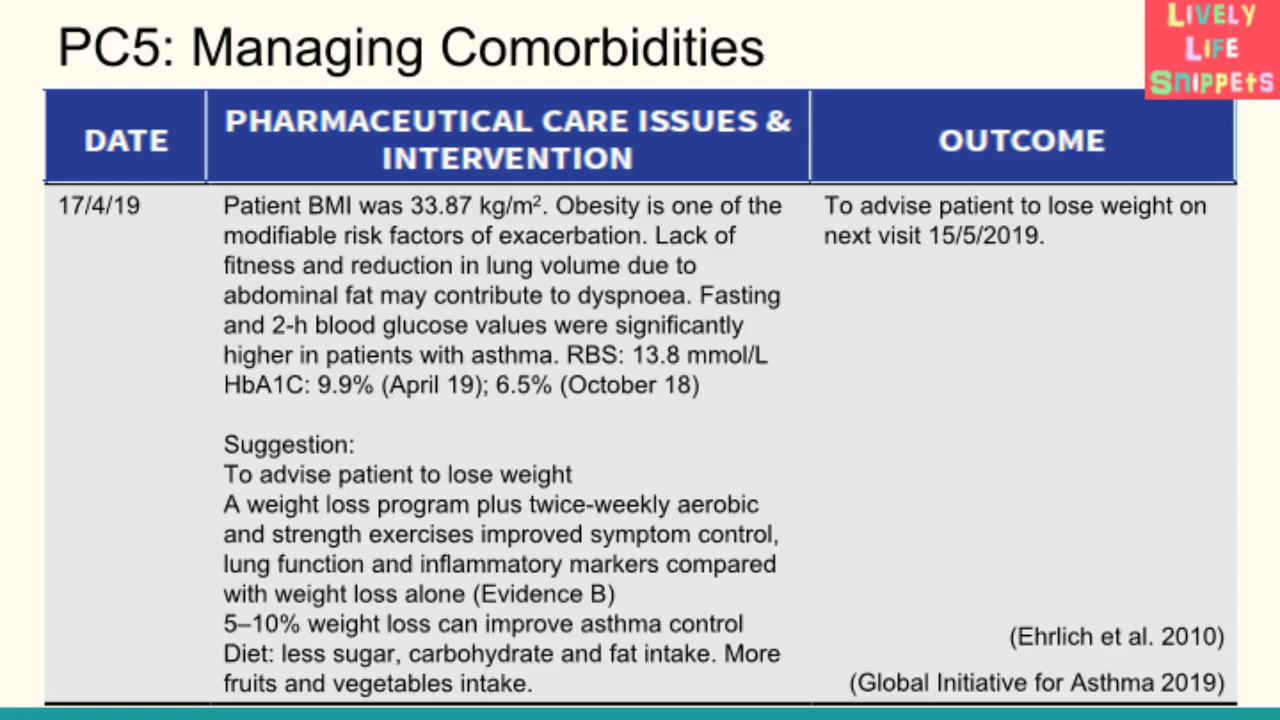 PC5: Managing Comorbidities
LIVELY
LIFE
SNIPPETS
DATE
PHARMACEUTICAL CARE ISSUES &
INTERVENTION
OUTCOME
17/4/19
Patient BMI was 33.87 kg/m². Obesity is one of the
modifiable risk factors of exacerbation. Lack of
fitness and reduction in lung volume due to
abdominal fat may contribute to dyspnoea. Fasting
and 2-h blood glucose values were significantly
higher in patients with asthma. RBS: 13.8 mmol/L
HbA1C: 9.9% (April 19); 6.5% (October 18)
Suggestion:
To advise patient to lose weight
A weight loss program plus twice-weekly aerobic
and strength exercises improved symptom control,
lung function and inflammatory markers compared
with weight loss alone (Evidence B)
5–10% weight loss can improve asthma control
Diet: less sugar, carbohydrate and fat intake. More
fruits and vegetables intake.
To advise patient to lose weight on
next visit 15/5/2019.
(Ehrlich et al. 2010)
(Global Initiative for Asthma 2019)